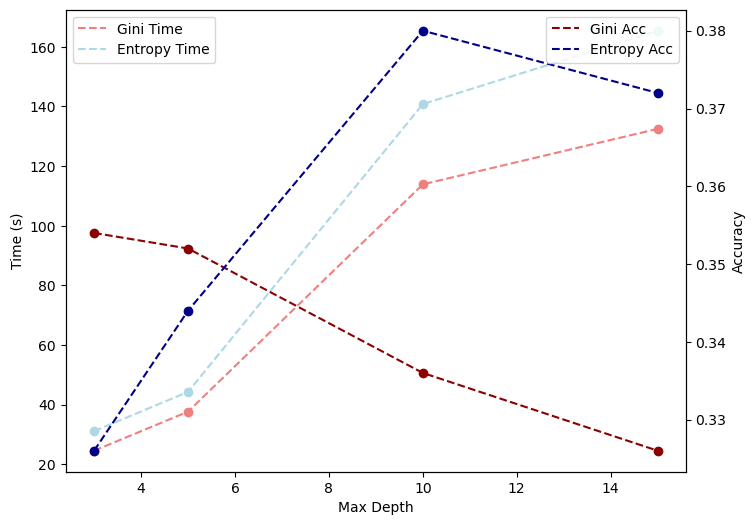 Gini Time
Entropy Time
Gini Acc
Entropy Acc
160
140
120
100
80
60
40
20
Time (s)
0.38
0.37
0.36
0.35
0.34
0.33
Accuracy
4 6 8 10 12 14
Max Depth